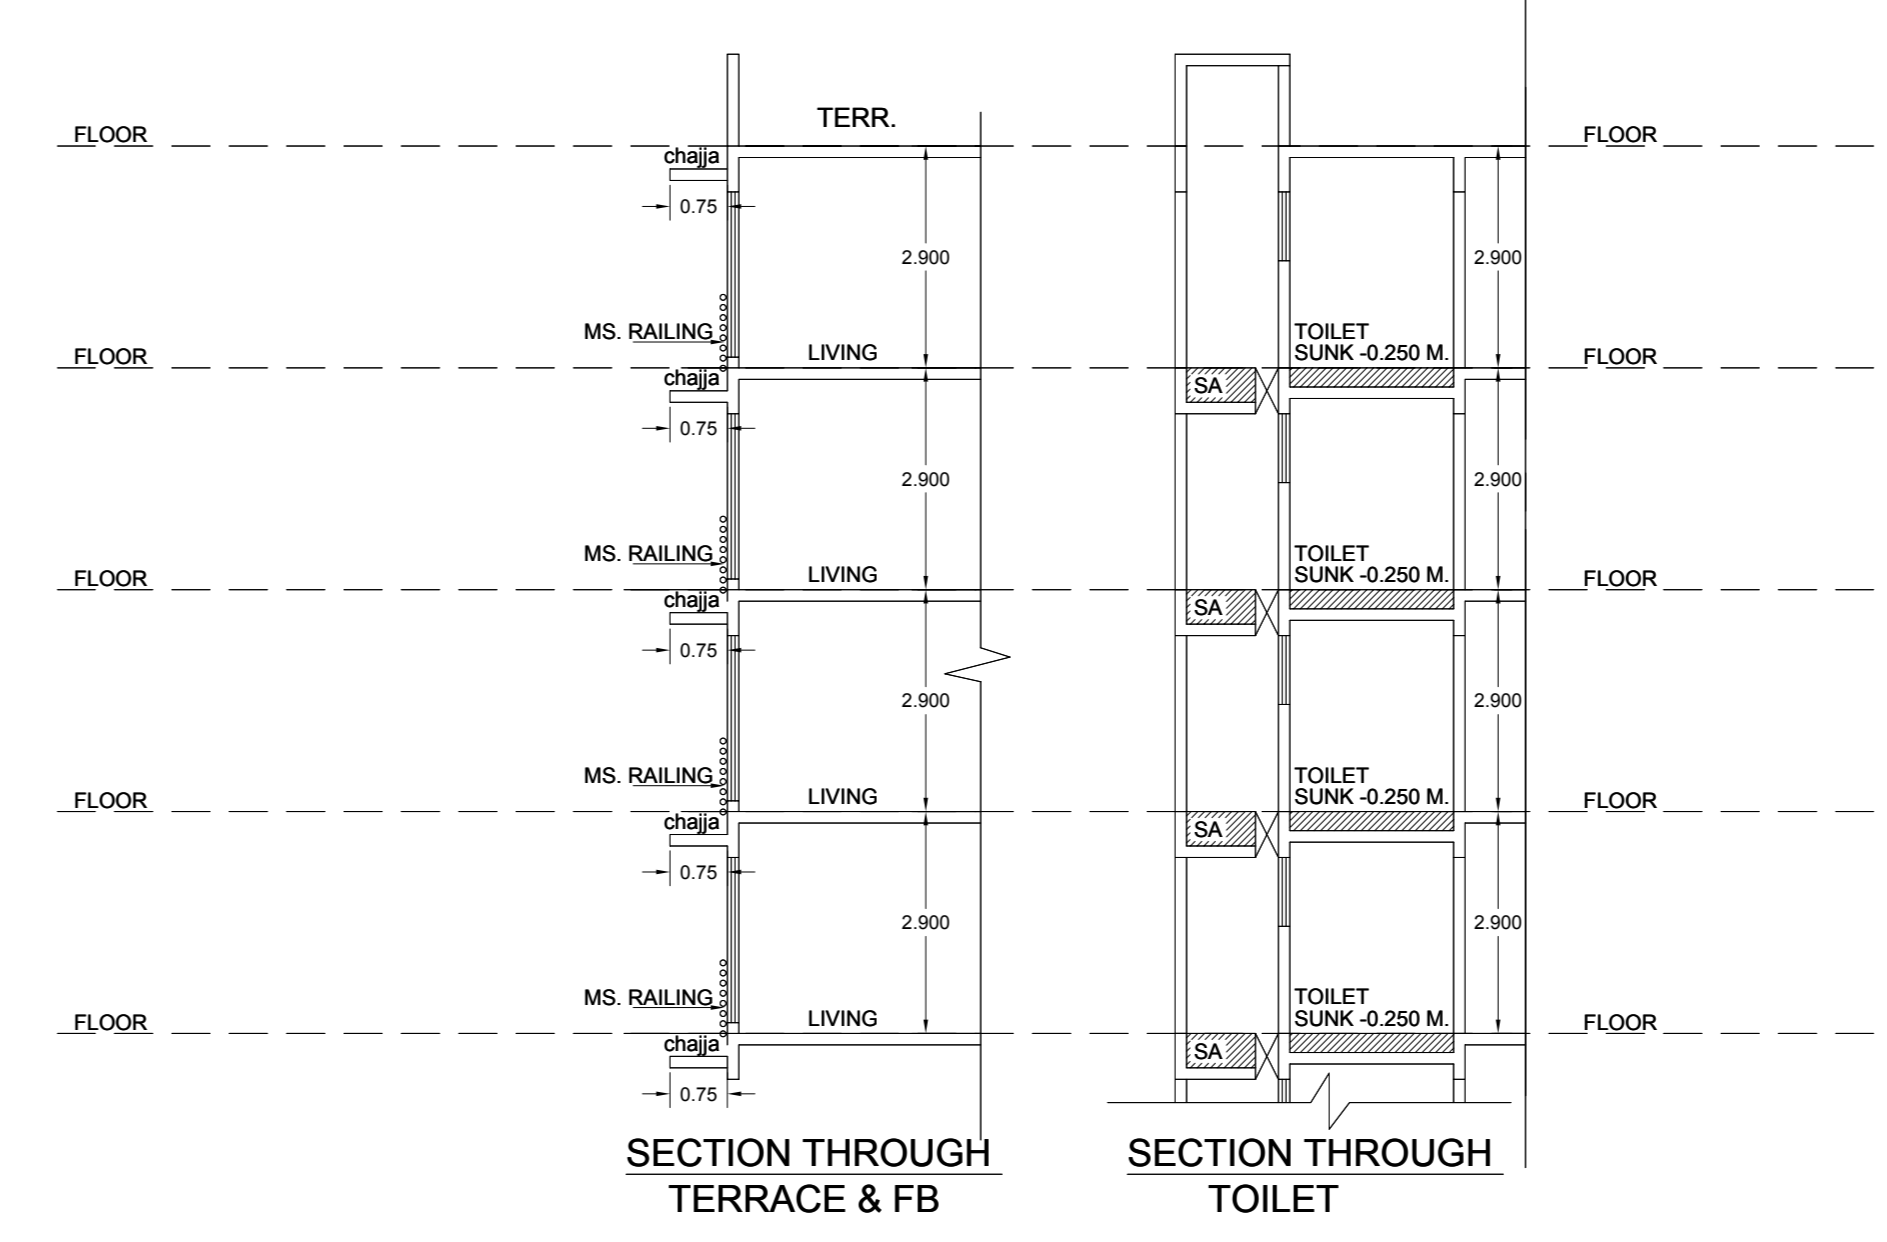 TERR.
FLOOR
FLOOR
chajja
0.75
2.900
2.900
MS. RAILING
LIVING
TOILET
SUNK -0.250 M.
FLOOR
FLOOR
chajja
SA
0.75
2.900
2.900
MS. RAILING
LIVING
TOILET
SUNK -0.250 M.
FLOOR
FLOOR
chajja
SA
0.75
2.900
2.900
MS. RAILING
LIVING
TOILET
SUNK -0.250 M.
FLOOR
FLOOR
chajja
SA
0.75
2.900
2.900
MS. RAILING
LIVING
TOILET
SUNK -0.250 M.
FLOOR
FLOOR
chajja
SA
0.75
SECTION THROUGH
TERRACE & FB
SECTION THROUGH
TOILET